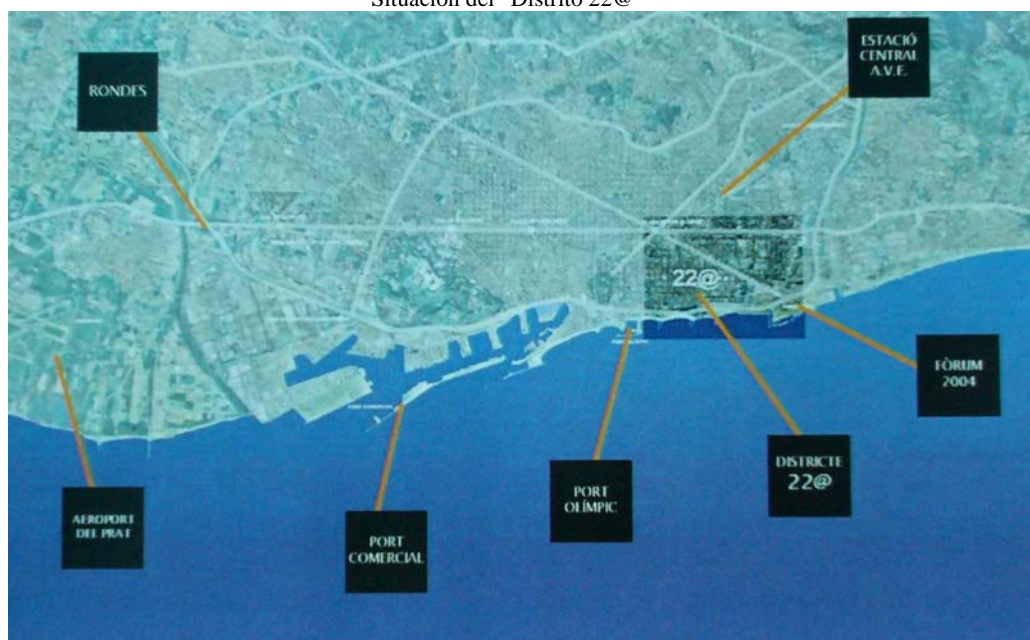 Situación del "Distrito 22@"
ESTACIÓ
CENTRAL
A.V.E.
RONDES
22@
FÒRUM
2004
DISTRICTE
22@
PORT
OLÍMPIC
AEROPORT
DEL PRAT
PORT
COMERCIAL